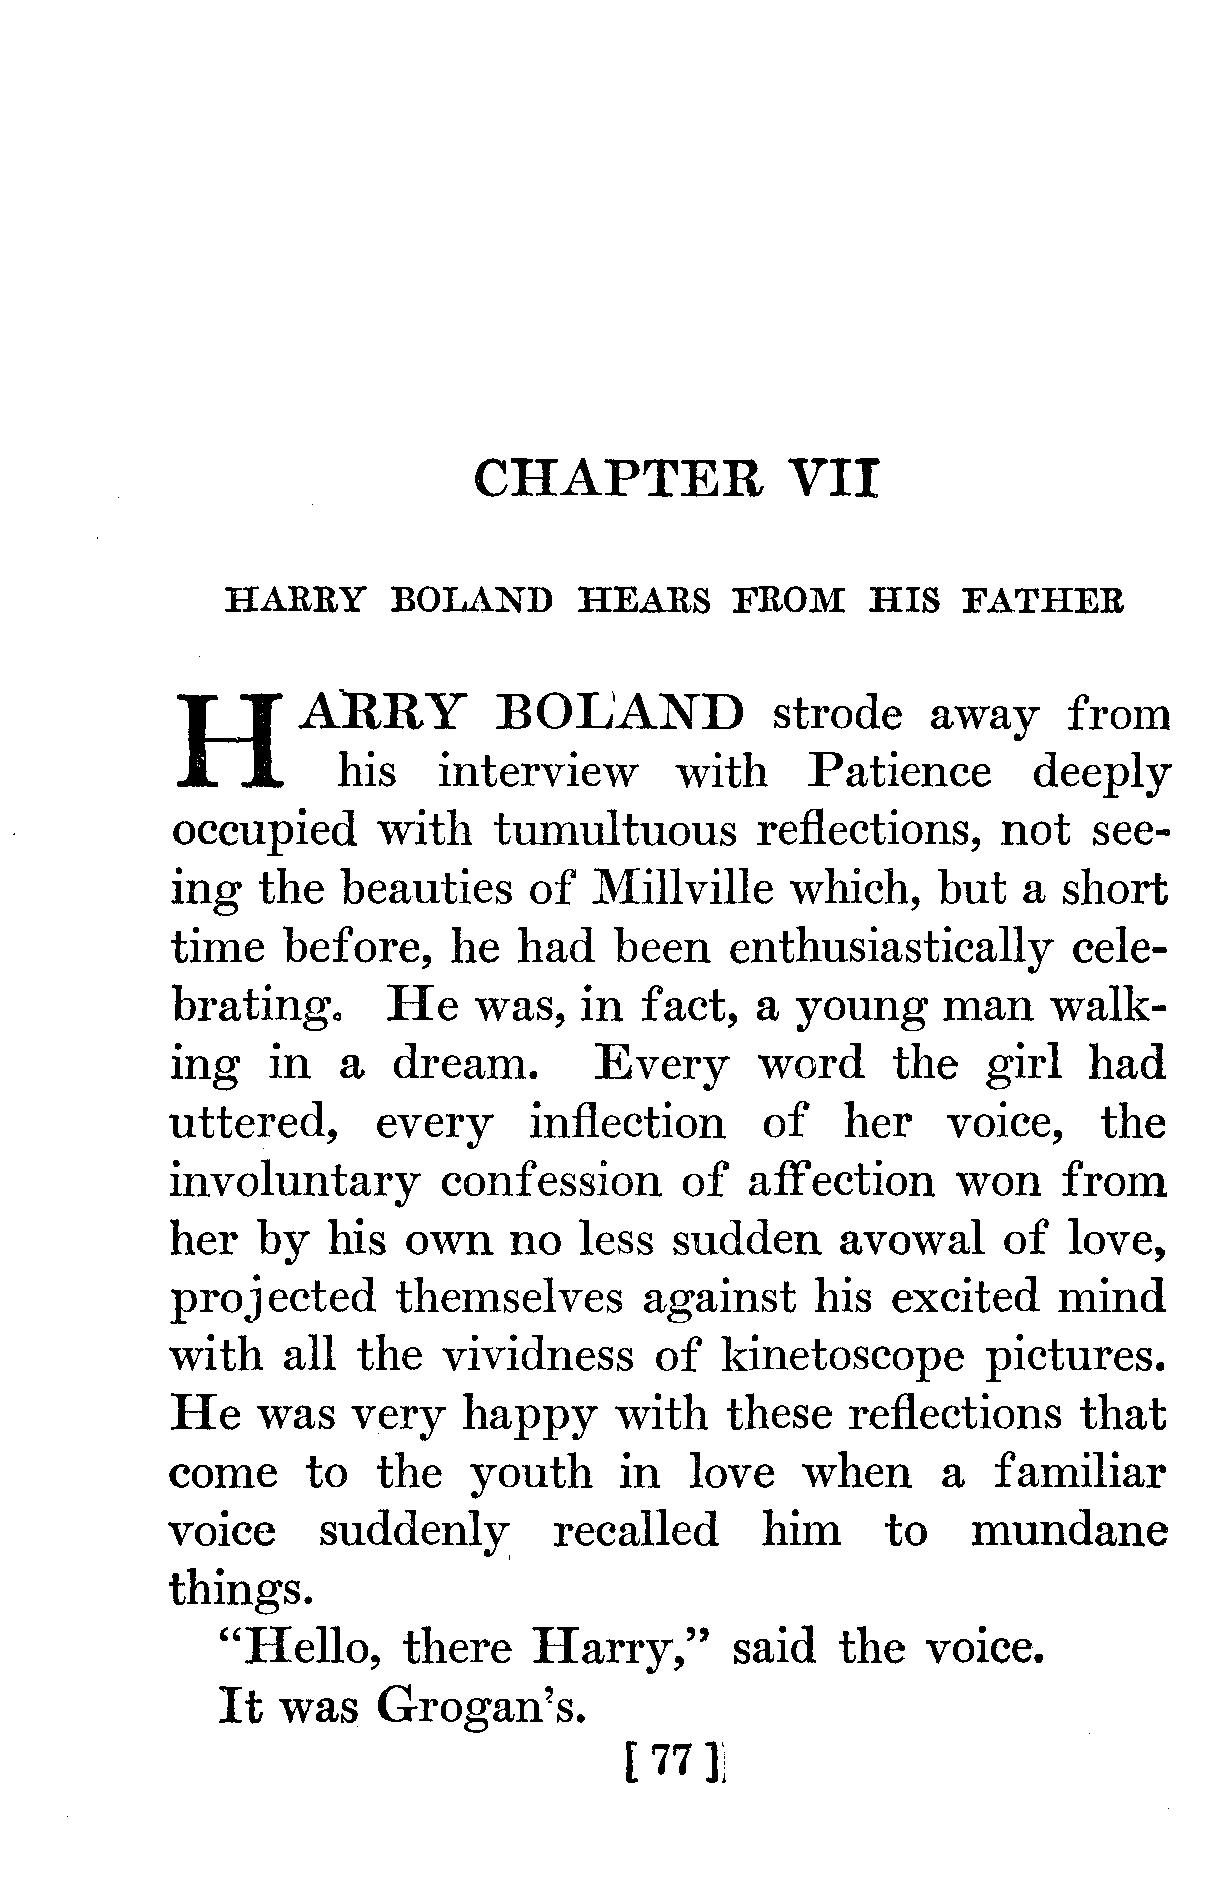 CHAPTER VII
HARRY BOLAND HEARS FROM HIS FATHER
HARRY BOLAND strode away from
his interview with Patience deeply
occupied with tumultuous reflections, not see-
ing the beauties of Millville which, but a short
time before, he had been enthusiastically cele-
brating. He was, in fact, a young man walk-
ing in a dream. Every word the girl had
uttered, every inflection of her voice, the
involuntary confession of affection won from
her by his own no less sudden avowal of love,
projected themselves against his excited mind
with all the vividness of kinetoscope pictures.
He was very happy with these reflections that
come to the youth in love when a familiar
voice suddenly recalled him to mundane
things.
“Hello, there Harry,” said the voice.
It was Grogan’s.
[ 77 ]